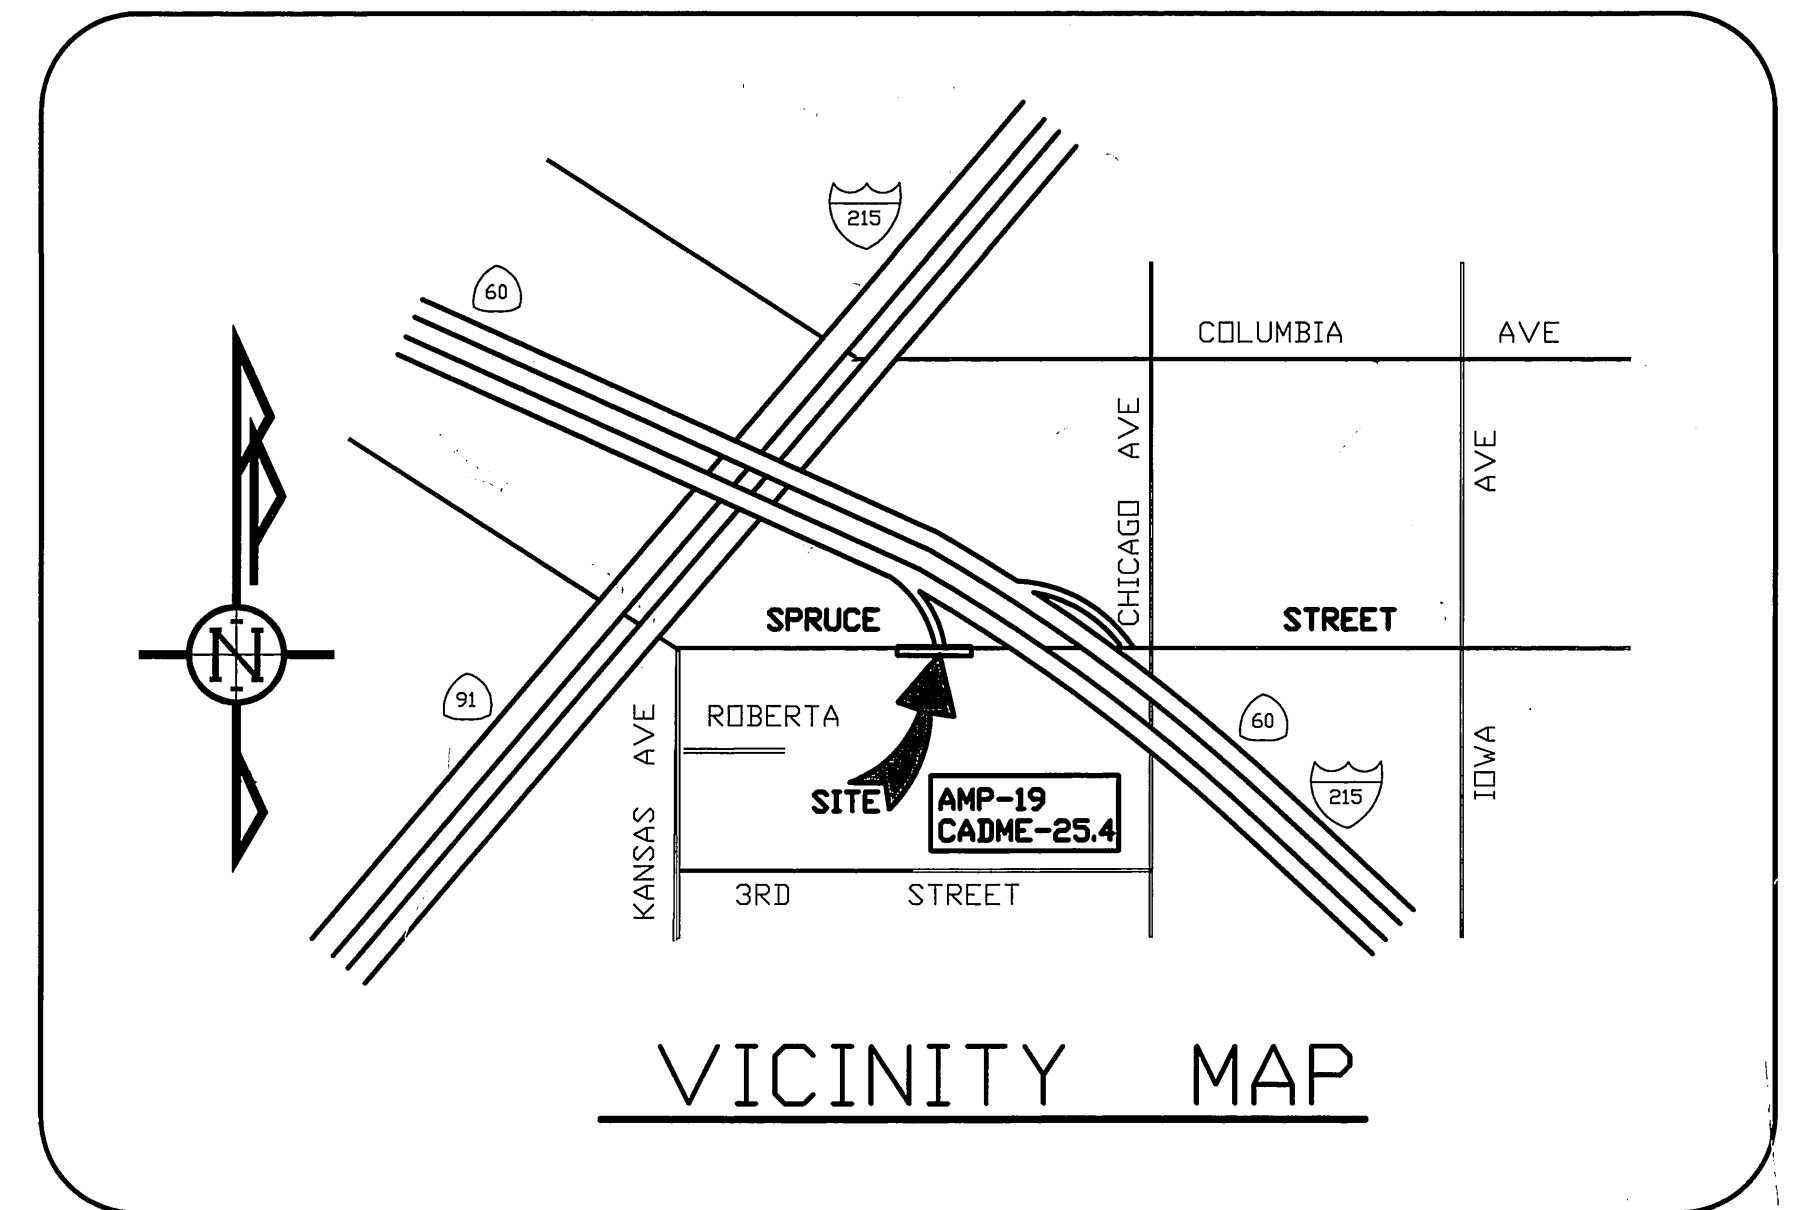 215
60
COLUMBIA AVE
CHICAGO AVE
AVE
IOWA
SPRUCE STREET
N
91
ROBERTA
KANSAS AVE
60
215
SITE
AMP-19
CADME-25.4
3RD STREET
VICINITY MAP